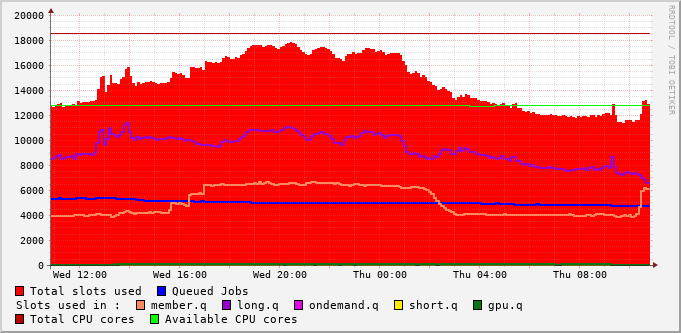 20000
18000
16000
14000
12000
10000
8000
6000
4000
2000
0
Wed 12:00 Wed 16:00 Wed 20:00 Thu 00:00 Thu 04:00 Thu 08:00
Total slots used Queued Jobs
Slots used in : member.q long.q ondemand.q short.q gpu.q
Total CPU cores Available CPU cores
RRDTOOL / TOBI OETIKER